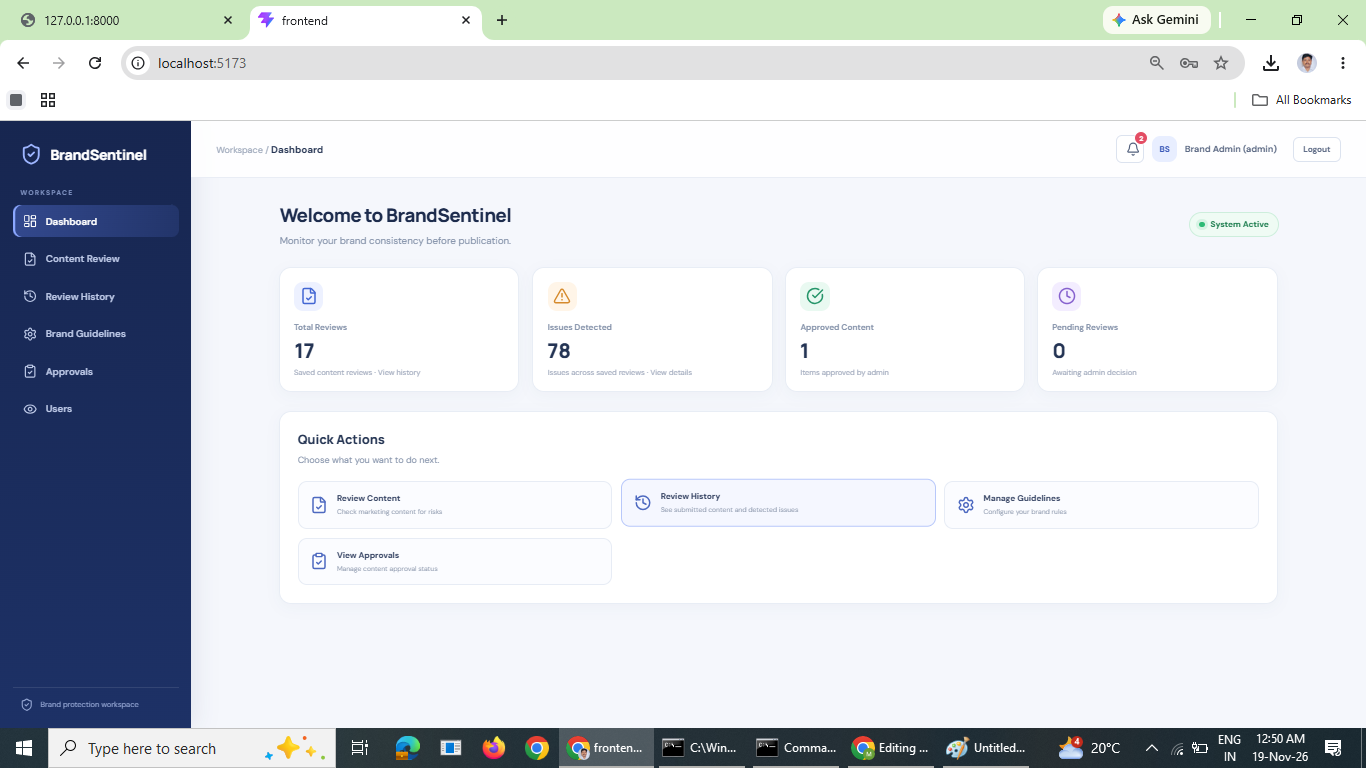 127.0.0.1:8000
frontend
Ask Gemini
localhost:5173
All Bookmarks
BrandSentinel
WORKSPACE
Dashboard
Content Review
Review History
Brand Guidelines
Approvals
Users
Brand protection workspace
Workspace / Dashboard
2
BS
Brand Admin (admin)
Logout
Welcome to BrandSentinel
Monitor your brand consistency before publication.
System Active
Total Reviews
17
Saved content reviews · View history
Issues Detected
78
Issues across saved reviews · View details
Approved Content
1
Items approved by admin
Pending Reviews
0
Awaiting admin decision
Quick Actions
Choose what you want to do next.
Review Content
Check marketing content for risks
Review History
See submitted content and detected issues
Manage Guidelines
Configure your brand rules
View Approvals
Manage content approval status
Type here to search
fronten...
C:\Win...
Comma...
Editing ...
Untitled...
4
20°C
ENG
IN
12:50 AM
19-Nov-26